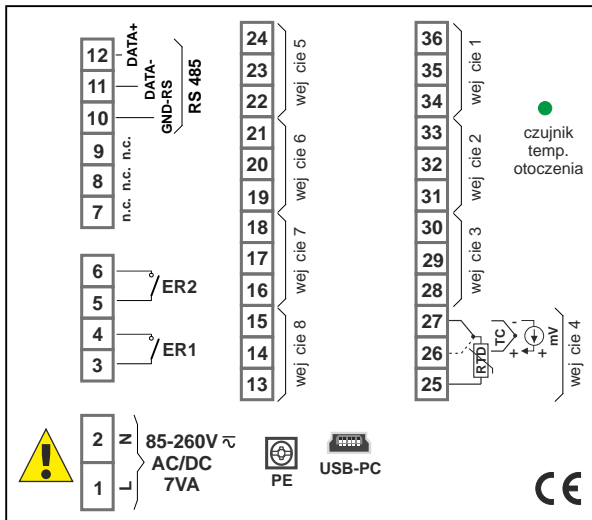 12 DATA+
11 DATA-
10 GND-RS
RS 485
9 n.c.
8 n.c.
7 n.c.
6
5
ER2
4
3
ER1
2 N
1 L
85-260V
AC/DC
7VA
24
23
22
wej cie 5
21
20
19
wej cie 6
18
17
16
wej cie 7
15
14
13
wej cie 8
PE
USB-PC
36
35
34
wej cie 1
33
32
31
wej cie 2
30
29
28
wej cie 3
27
26
25
RTD
TC
- + +
mV
wej cie 4
czujnik
temp.
otoczenia
CE